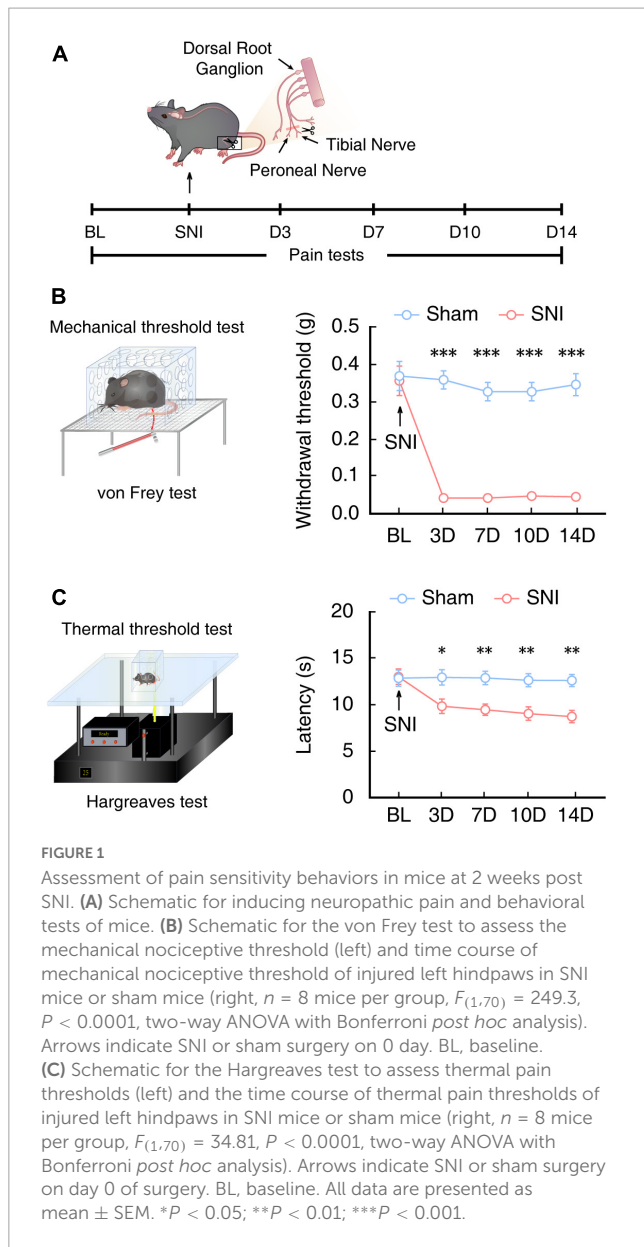 A
Dorsal Root
Ganglion
Tibial Nerve
Peroneal Nerve
BL SNI D3 D7 D10 D14
Pain tests
B
Mechanical threshold test
von Frey test
Sham SNI
Withdrawal threshold (g)
0.5
0.4
0.3
0.2
0.1
0.0
*** *** *** ***
SNI
BL 3D 7D 10D 14D
C
Thermal threshold test
Hargreaves test
Sham SNI
Latency (s)
20
15
10
5
0
* ** ** **
SNI
BL 3D 7D 10D 14D
FIGURE 1
Assessment of pain sensitivity behaviors in mice at 2 weeks post
SNI. (A) Schematic for inducing neuropathic pain and behavioral
tests of mice. (B) Schematic for the von Frey test to assess the
mechanical nociceptive threshold (left) and time course of
mechanical nociceptive threshold of injured left hindpaws in SNI
mice or sham mice (right, n = 8 mice per group, F(1,70) = 249.3,
P < 0.0001, two-way ANOVA with Bonferroni post hoc analysis).
Arrows indicate SNI or sham surgery on 0 day. BL, baseline.
(C) Schematic for the Hargreaves test to assess thermal pain
thresholds (left) and the time course of thermal pain thresholds of
injured left hindpaws in SNI mice or sham mice (right, n = 8 mice
per group, F(1,70) = 34.81, P < 0.0001, two-way ANOVA with
Bonferroni post hoc analysis). Arrows indicate SNI or sham surgery
on day 0 of surgery. BL, baseline. All data are presented as
mean ± SEM. *P < 0.05; **P < 0.01; ***P < 0.001.